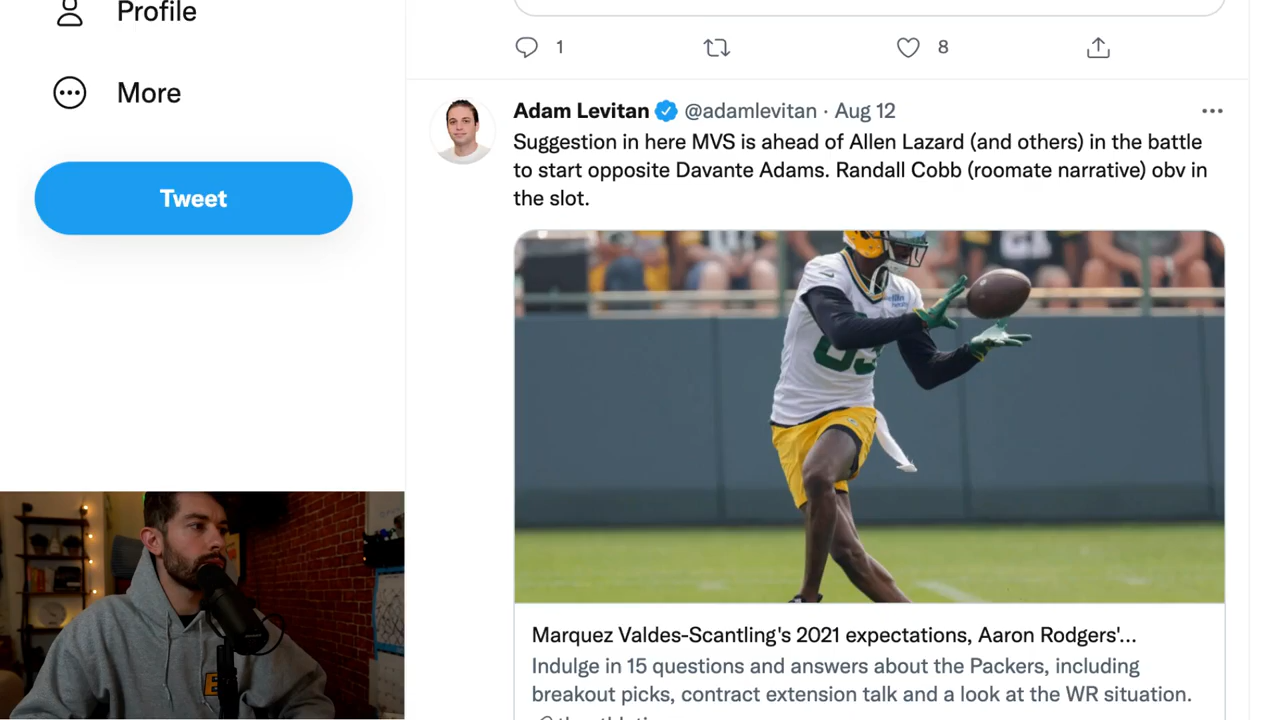 Profile
1
8
More
Adam Levitan @adamlevitan · Aug 12
Suggestion in here MVS is ahead of Allen Lazard (and others) in the battle
to start opposite Davante Adams. Randall Cobb (roomate narrative) obv in
the slot.
Tweet
83
Marquez Valdes-Scantling's 2021 expectations, Aaron Rodgers'...
Indulge in 15 questions and answers about the Packers, including
breakout picks, contract extension talk and a look at the WR situation.